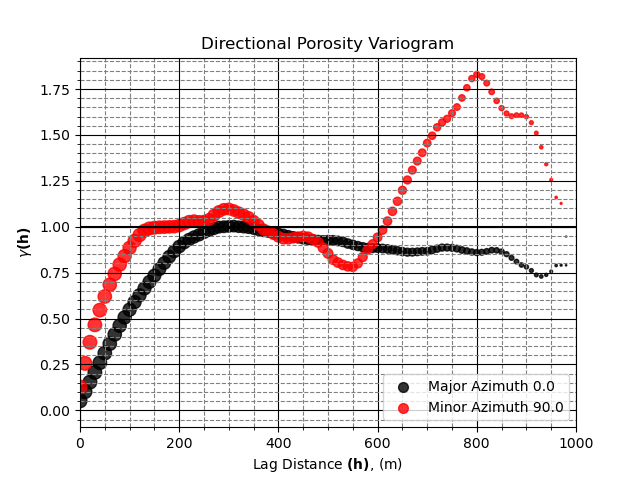 Directional Porosity Variogram
γ(h)
1.75
1.50
1.25
1.00
0.75
0.50
0.25
0.00
Major Azimuth 0.0
Minor Azimuth 90.0
0 200 400 600 800 1000
Lag Distance (h), (m)